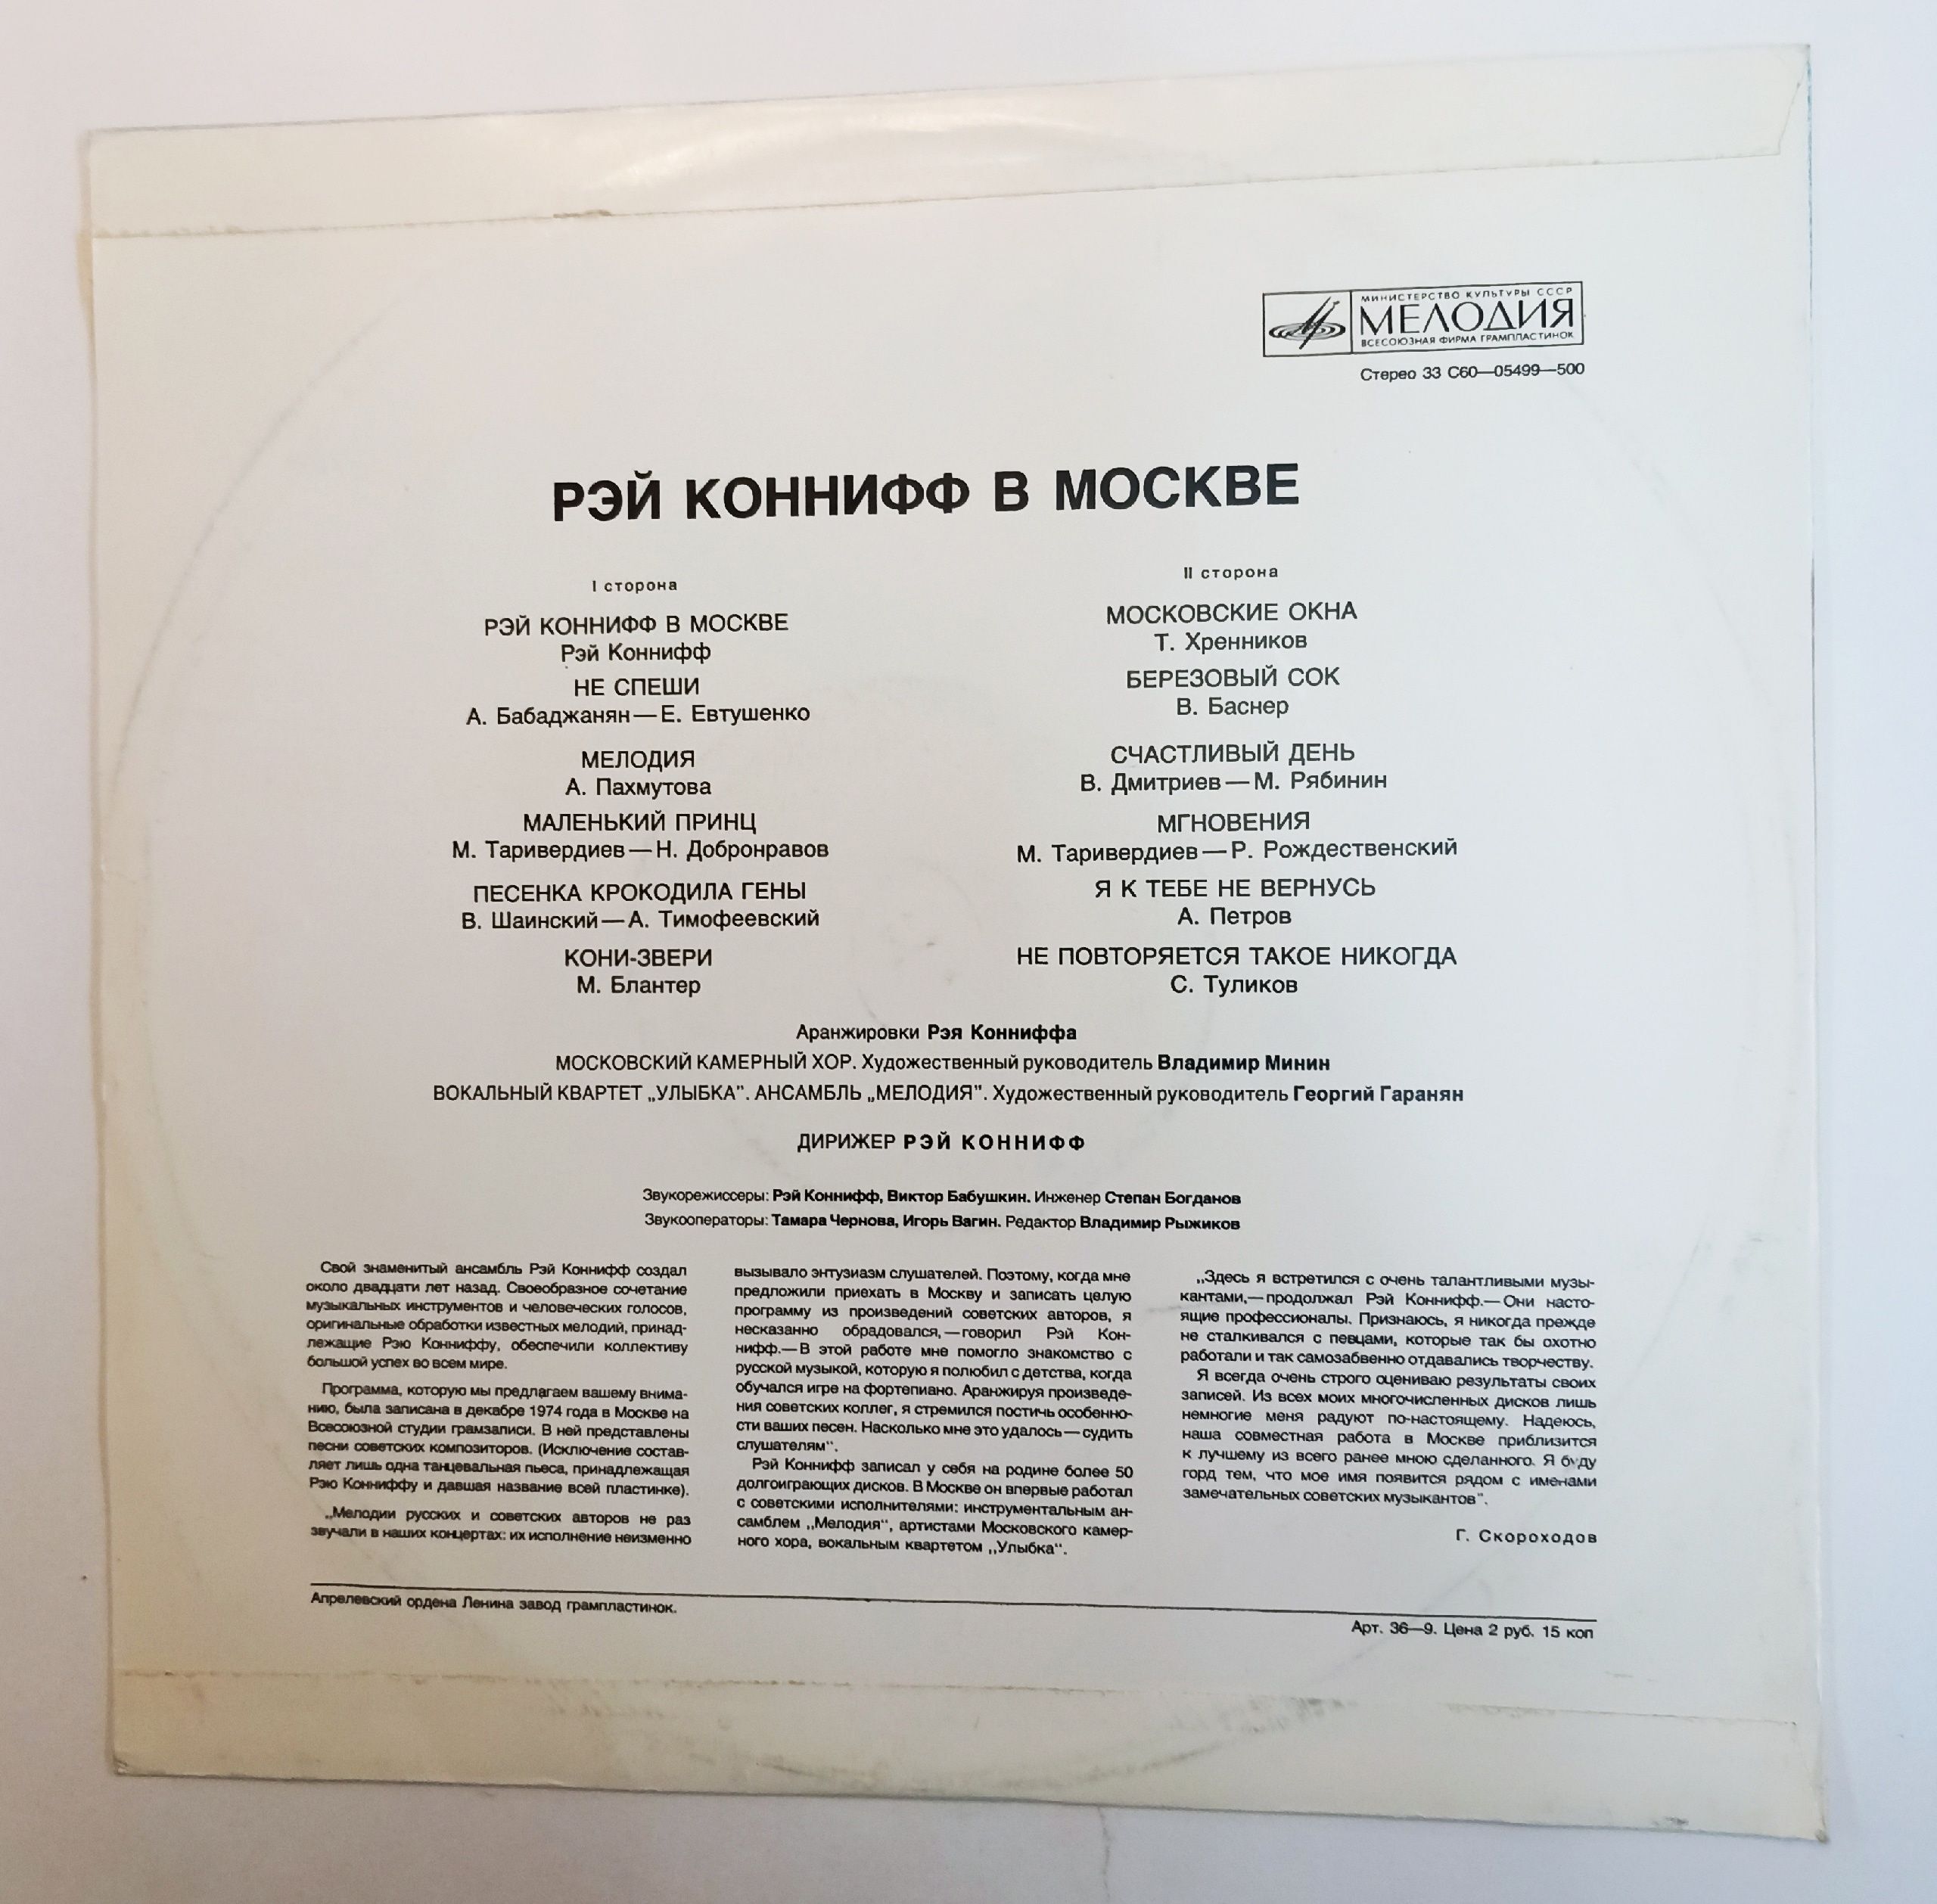 МИНИСТЕРСТВО КУЛЬТУРЫ СССР
МЕЛОДИЯ
ВСЕСОЮЗНАЯ ФИРМА ГРАМПЛАСТИНОК
Стерео 33 С60—05499—500
РЭЙ КОННИФФ В МОСКВЕ
I сторона
РЭЙ КОННИФФ В МОСКВЕ
Рэй Коннифф
НЕ СПЕШИ
А. Бабаджанян — Е. Евтушенко
МЕЛОДИЯ
А. Пахмутова
МАЛЕНЬКИЙ ПРИНЦ
М. Таривердиев — Н. Добронравов
ПЕСЕНКА КРОКОДИЛА ГЕНЫ
В. Шаинский — А. Тимофеевский
КОНИ-ЗВЕРИ
М. Блантер
II сторона
МОСКОВСКИЕ ОКНА
Т. Хренников
БЕРЕЗОВЫЙ СОК
В. Баснер
СЧАСТЛИВЫЙ ДЕНЬ
В. Дмитриев — М. Рябинин
МГНОВЕНИЯ
М. Таривердиев — Р. Рождественский
Я К ТЕБЕ НЕ ВЕРНУСЬ
А. Петров
НЕ ПОВТОРЯЕТСЯ ТАКОЕ НИКОГДА
С. Туликов
Аранжировки Рэя Конниффа
МОСКОВСКИЙ КАМЕРНЫЙ ХОР. Художественный руководитель Владимир Минин
ВОКАЛЬНЫЙ КВАРТЕТ „УЛЫБКА". АНСАМБЛЬ „МЕЛОДИЯ". Художественный руководитель Георгий Гаранян
ДИРИЖЕР РЭЙ КОННИФФ
Звукорежиссеры: Рэй Коннифф, Виктор Бабушкин. Инженер Степан Богданов
Звукооператоры: Тамара Чернова, Игорь Вагин. Редактор Владимир Рыжиков
Свой знаменитый ансамбль Рэй Коннифф создал
около двадцати лет назад. Своеобразное сочетание
музыкальных инструментов и человеческих голосов,
оригинальные обработки известных мелодий, принад-
лежащие Рэю Конниффу, обеспечили коллективу
большой успех во всем мире.
Программа, которую мы предлагаем вашему внима-
нию, была записана в декабре 1974 года в Москве на
Всесоюзной студии грамзаписи. В ней представлены
песни советских композиторов. (Исключение состав-
ляет лишь одна танцевальная пьеса, принадлежащая
Рэю Конниффу и давшая название всей пластинке).
„Мелодии русских и советских авторов не раз
звучали в наших концертах: их исполнение неизменно
вызывало энтузиазм слушателей. Поэтому, когда мне
предложили приехать в Москву и записать целую
программу из произведений советских авторов, я
несказанно обрадовался, — говорил Рэй Кон-
нифф.— В этой работе мне помогло знакомство с
русской музыкой, которую я полюбил с детства, когда
обучался игре на фортепиано. Аранжируя произведе-
ния советских коллег, я стремился постичь особенно-
сти ваших песен. Насколько мне это удалось — судить
слушателям".
Рэй Коннифф записал у себя на родине более 50
долгоиграющих дисков. В Москве он впервые работал
с советскими исполнителями: инструментальным ан-
самблем „Мелодия", артистами Московского камер-
ного хора, вокальным квартетом „Улыбка".
„Здесь я встретился с очень талантливыми музы-
кантами,— продолжал Рэй Коннифф.— Они насто-
ящие профессионалы. Признаюсь, я никогда прежде
не сталкивался с певцами, которые так бы охотно
работали и так самозабвенно отдавались творчеству.
Я всегда очень строго оцениваю результаты своих
записей. Из всех моих многочисленных дисков лишь
немногие меня радуют по-настоящему. Надеюсь,
наша совместная работа в Москве приблизится
к лучшему из всего ранее мною сделанного. Я буду
горд тем, что мое имя появится рядом с именами
замечательных советских музыкантов".
Г. Скороходов
Апрелевский ордена Ленина завод грампластинок.
Арт. 36—9. Цена 2 руб. 15 коп